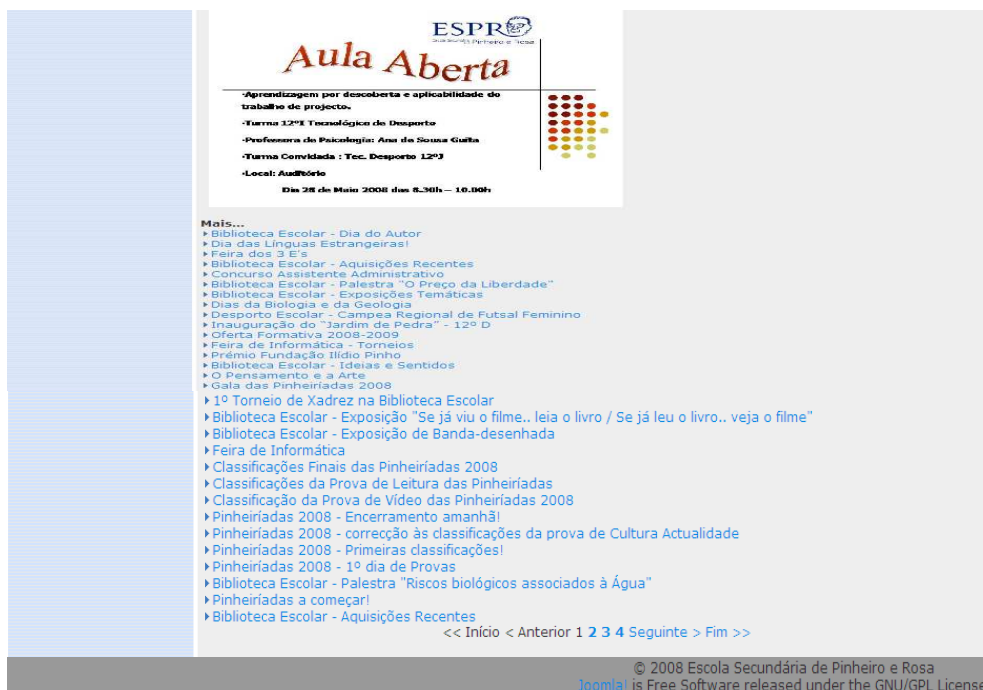 ESPR
Pinheiro e Rosa
Aula Aberta
•Aprendizagem por descoberta e aplicabilidade do
trabalho de projecto.
•Turma 12ºI Tecnológico de Desporto
•Professora de Psicologia: Ana de Sousa Guita
•Turma Convidada : Tec. Desporto 12ºJ
•Local: Auditório
Dia 28 de Maio 2008 das 8.30h – 10.00h
Mais...
Biblioteca Escolar - Dia do Autor
Dia das Línguas Estrangeiras!
Feira dos 3 E's
Biblioteca Escolar - Aquisições Recentes
Concurso Assistente Administrativo
Biblioteca Escolar - Palestra "O Preço da Liberdade"
Biblioteca Escolar - Exposições Temáticas
Dias da Biologia e da Geologia
Desporto Escolar - Campea Regional de Futsal Feminino
Inauguração do "Jardim de Pedra" - 12º D
Oferta Formativa 2008-2009
Feira de Informática - Torneios
Prémio Fundação Ilídio Pinho
Biblioteca Escolar - Ideias e Sentidos
O Pensamento e a Arte
Gala das Pinheiríadas 2008
1º Torneio de Xadrez na Biblioteca Escolar
Biblioteca Escolar - Exposição "Se já viu o filme.. leia o livro / Se já leu o livro.. veja o filme"
Biblioteca Escolar - Exposição de Banda-desenhada
Feira de Informática
Classificações Finais das Pinheiríadas 2008
Classificações da Prova de Leitura das Pinheiríadas
Classificação da Prova de Vídeo das Pinheiríadas 2008
Pinheiríadas 2008 - Encerramento amanhã!
Pinheiríadas 2008 - correcção às classificações da prova de Cultura Actualidade
Pinheiríadas 2008 - Primeiras classificações!
Pinheiríadas 2008 - 1º dia de Provas
Biblioteca Escolar - Palestra "Riscos biológicos associados à Água"
Pinheiríadas a começar!
Biblioteca Escolar - Aquisições Recentes
<< Início < Anterior 1 2 3 4 Seguinte > Fim >>
© 2008 Escola Secundária de Pinheiro e Rosa
Joomla! is Free Software released under the GNU/GPL License